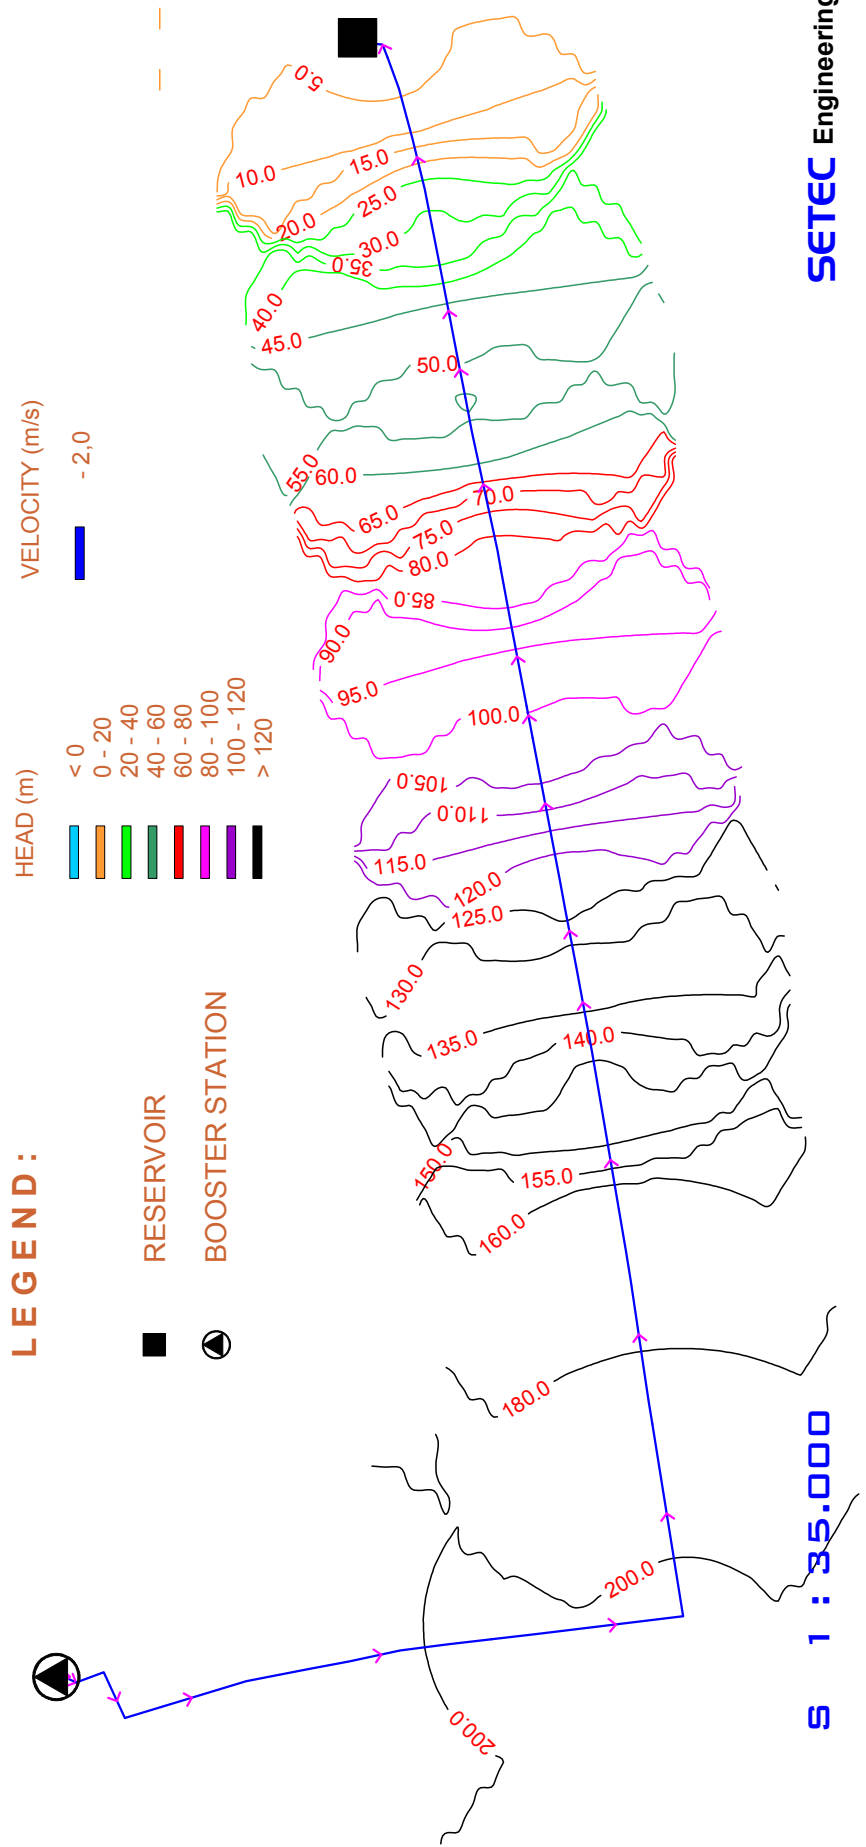 LEGEND:
RESERVOIR
BOOSTER STATION
HEAD (m)
< 0
0 - 20
20 - 40
40 - 60
60 - 80
80 - 100
100 - 120
> 120
VELOCITY (m/s)
- 2,0
5.0
10.0
15.0
20.0
25.0
30.0
35.0
40.0
45.0
50.0
55.0
60.0
65.0
70.0
75.0
80.0
85.0
90.0
95.0
100.0
105.0
110.0
115.0
120.0
125.0
130.0
135.0
140.0
150.0
155.0
160.0
180.0
200.0
200.0
S 1 : 35.000
SETEC Engineering